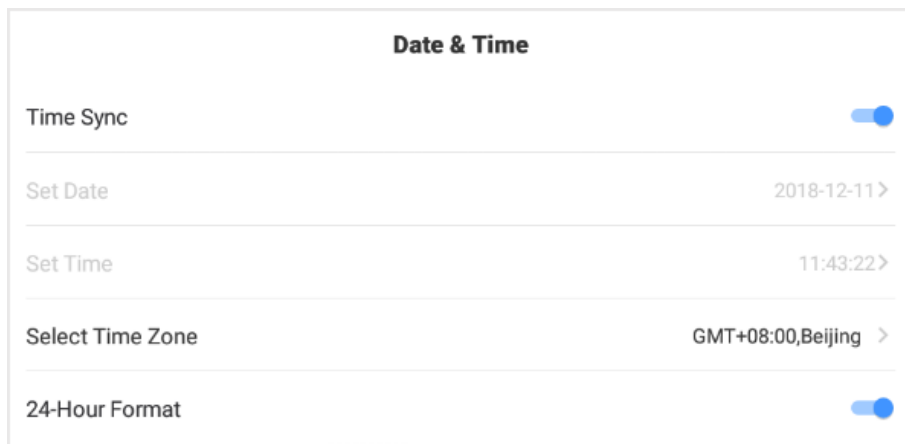 Date & Time
Time Sync
Set Date 2018-12-11
Set Time 11:43:22
Select Time Zone GMT+08:00,Beijing
24-Hour Format